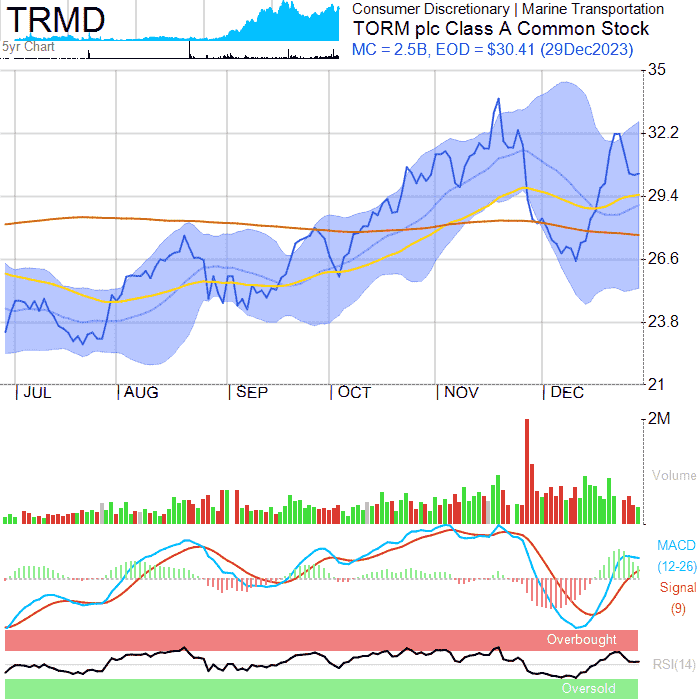 TRMD
5yr Chart
Consumer Discretionary | Marine Transportation
TORM plc Class A Common Stock
MC = 2.5B, EOD = $30.41 (29Dec2023)
35
32.2
29.4
26.6
23.8
21
JUL
AUG
SEP
OCT
NOV
DEC
2M
Volume
MACD
(12-26)
Signal
(9)
Overbought
RSI(14)
Oversold